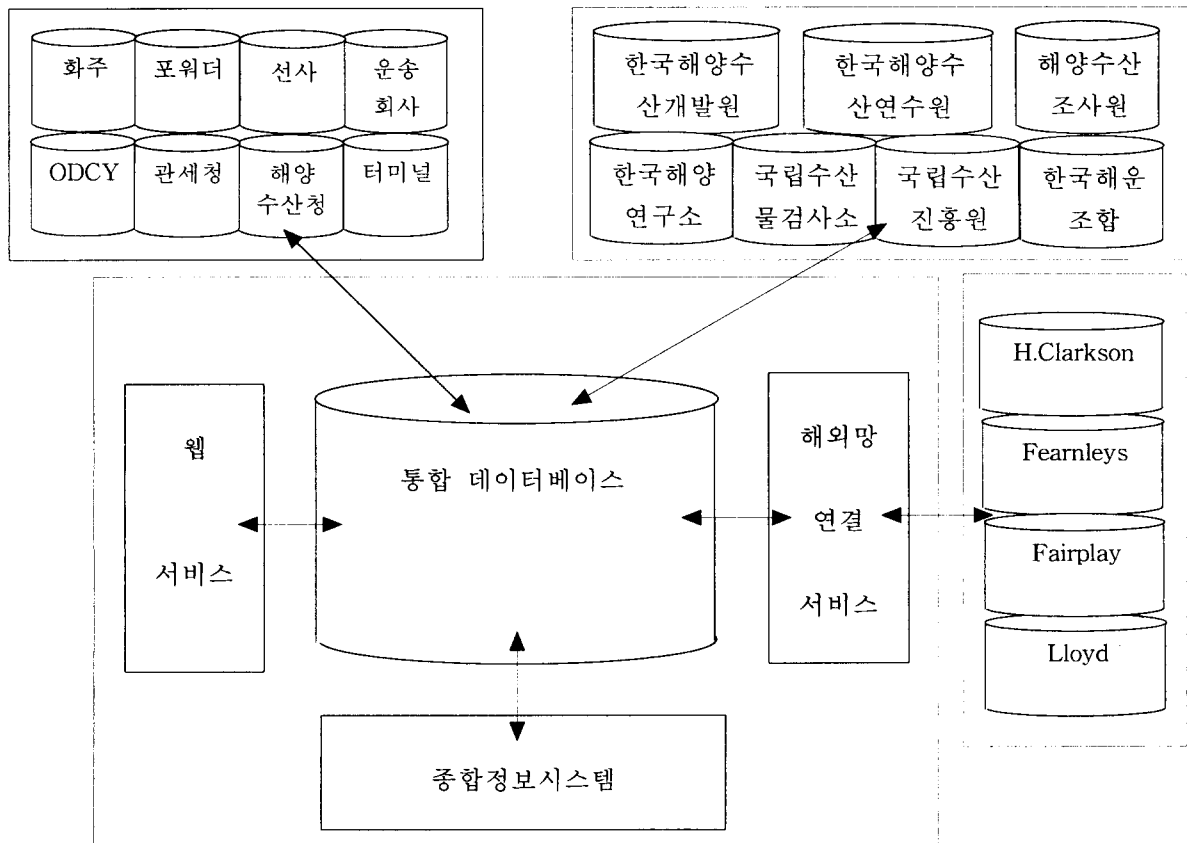 화주
포워더
선사
운송
회사
ODCY
관세청
해양
수산청
터미널
한국해양수
산개발원
한국해양수
산연수원
해양수산
조사원
한국해양
연구소
국립수산
물검사소
국립수산
진흥원
한국해운
조합
웹
서비스
통합 데이터베이스
해외망
연결
서비스
H.Clarkson
Fearnleys
Fairplay
Lloyd
종합정보시스템